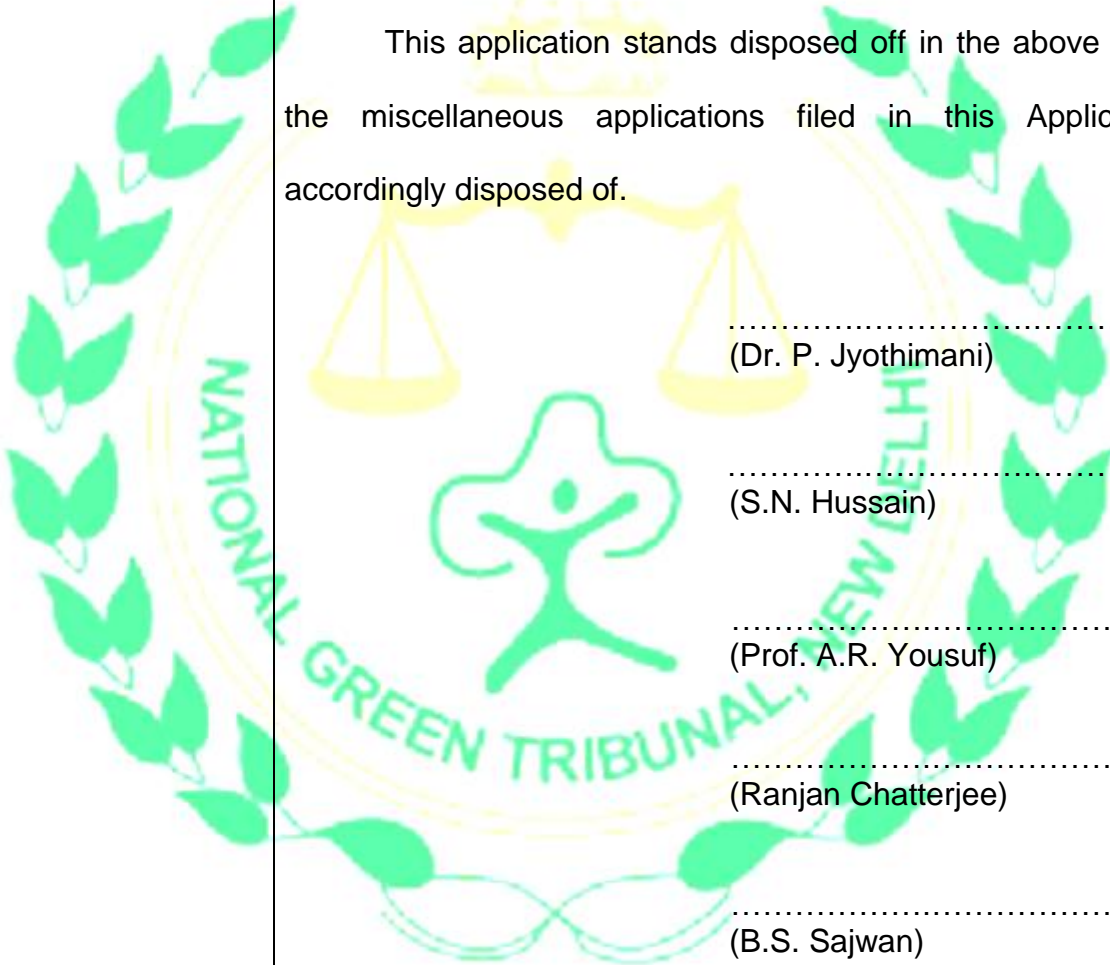 This application stands disposed off in the above
the miscellaneous applications filed in this Applic
accordingly disposed of.
………………………………
(Dr. P. Jyothimani)
………………………………
(S.N. Hussain)
………………………………
(Prof. A.R. Yousuf)
………………………………
(Ranjan Chatterjee)
………………………………
(B.S. Sajwan)
NATIONAL GREEN TRIBUNAL, NEW DELHI